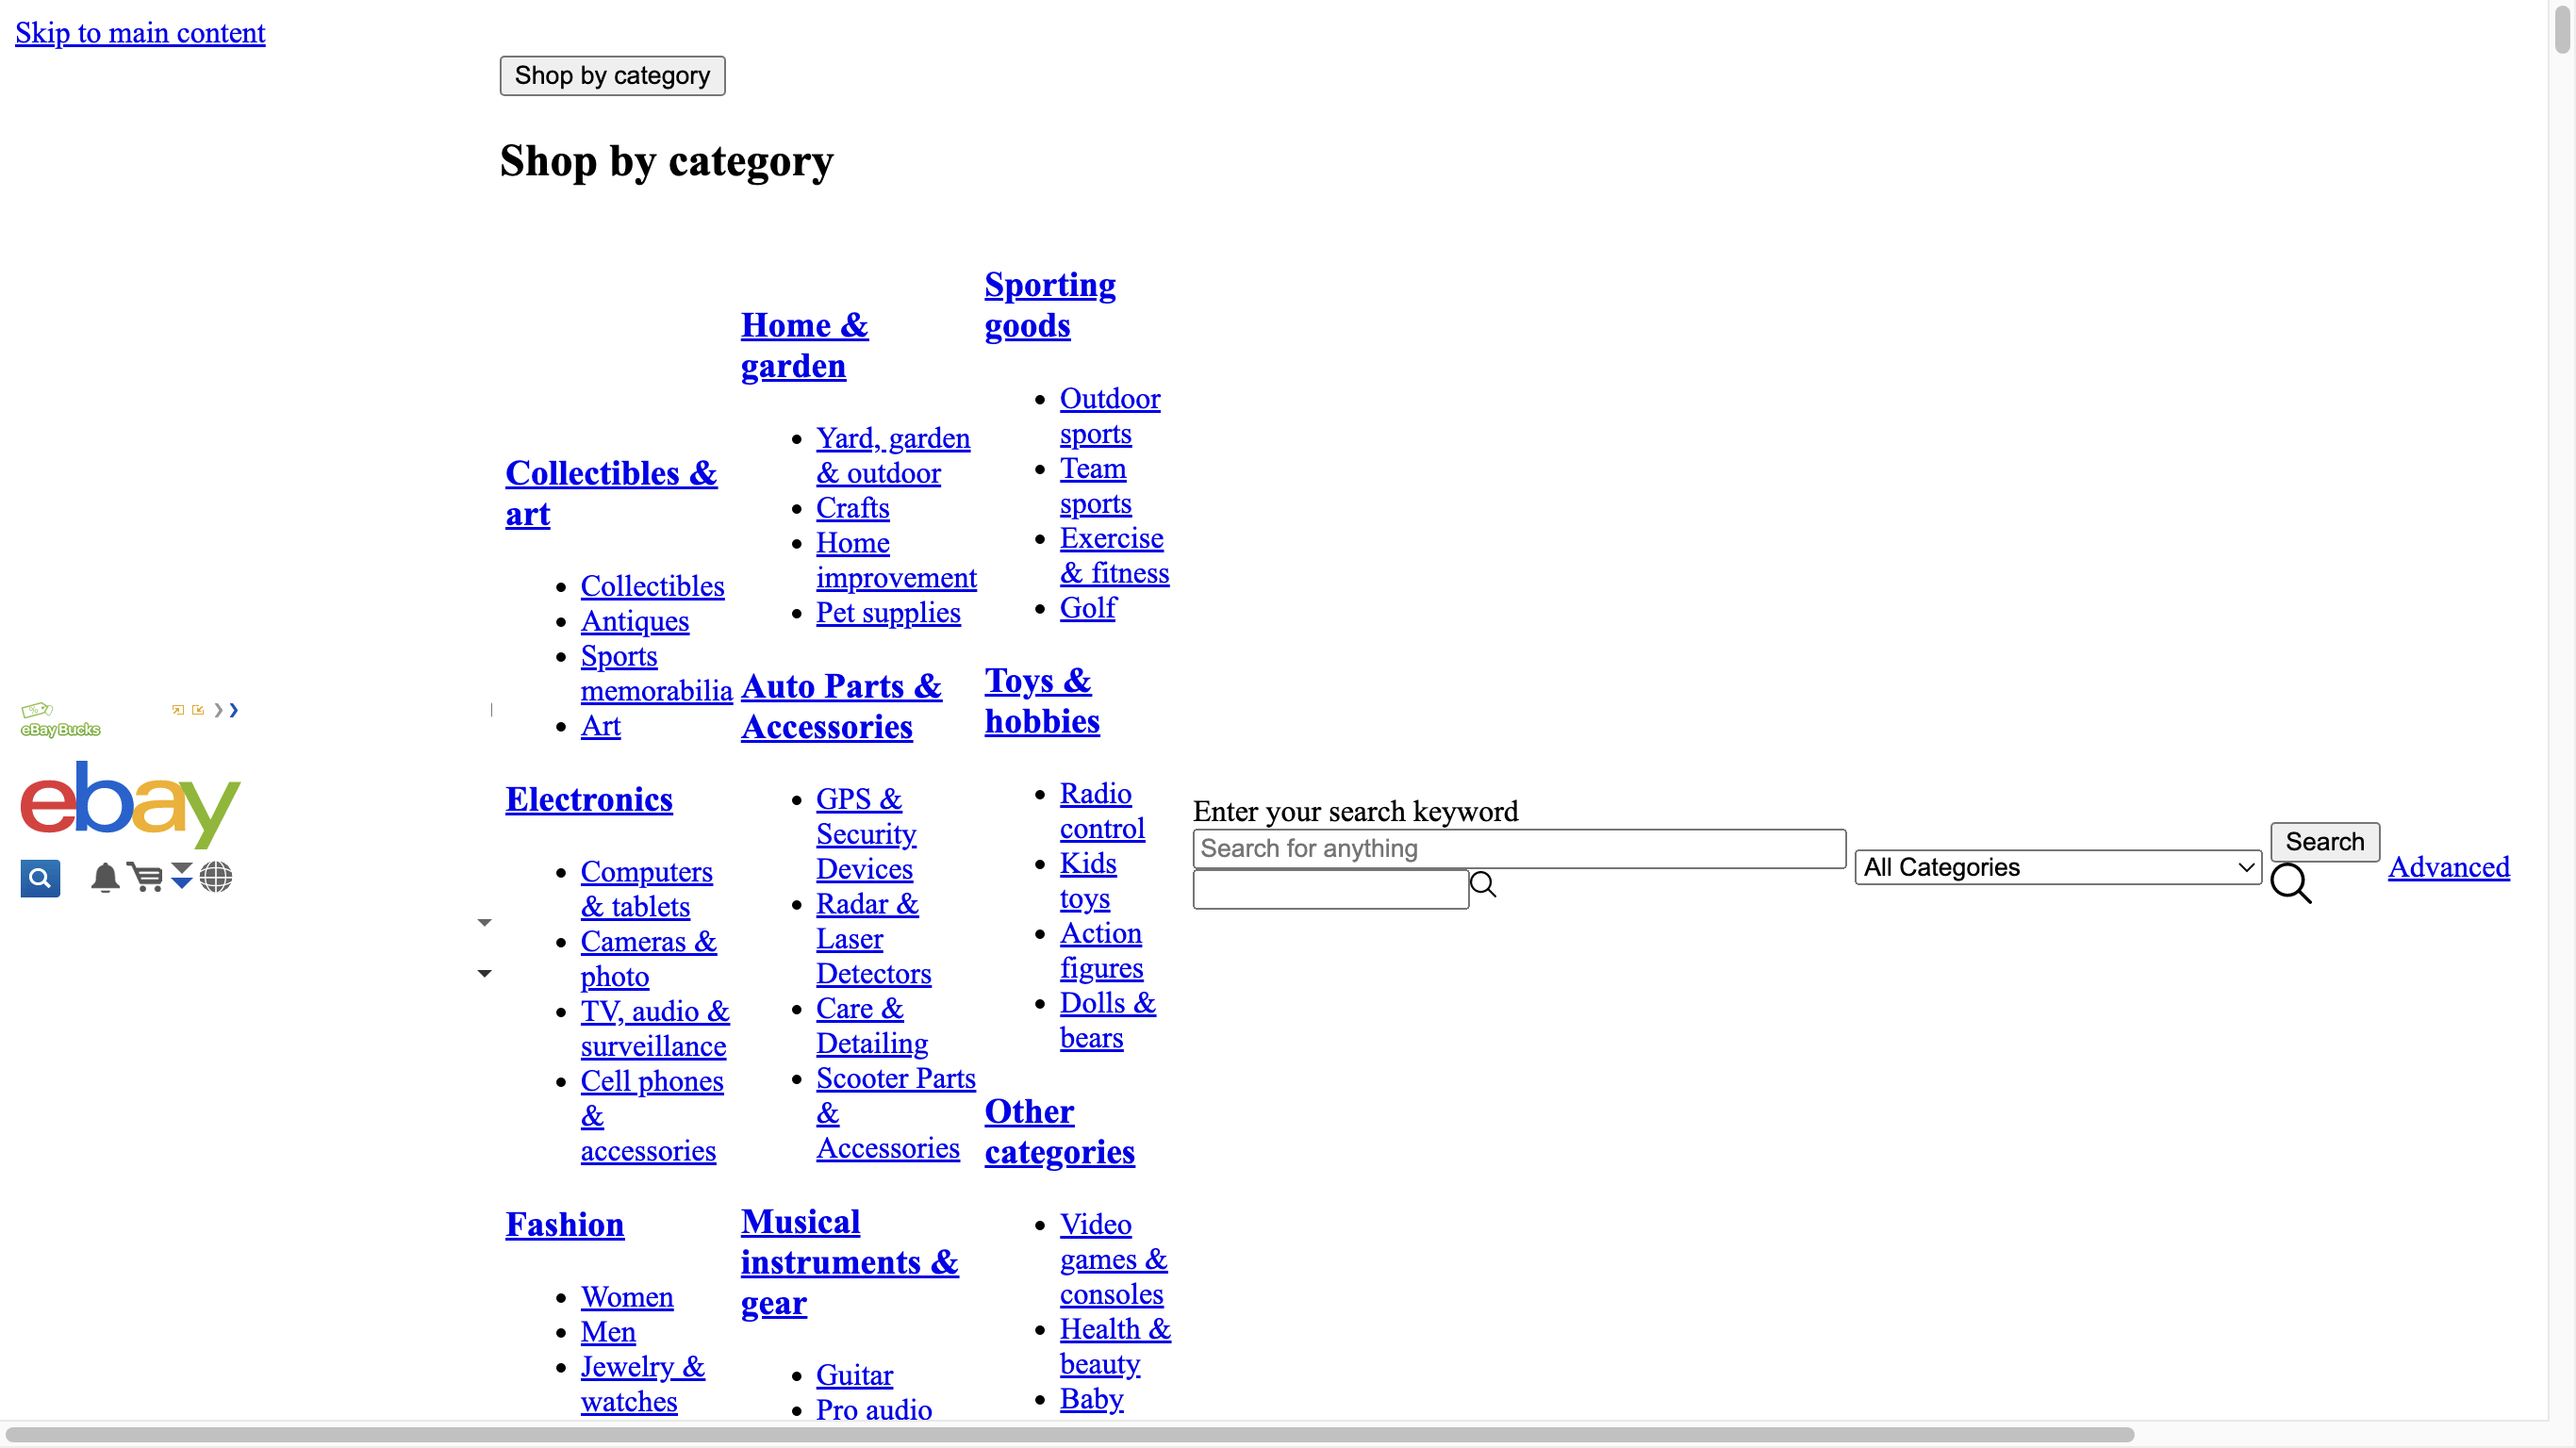 Skip to main content
Shop by category
Shop by category
Collectibles &
art
Collectibles
Antiques
Sports
memorabilia
Art
Electronics
Computers
& tablets
Cameras &
photo
TV, audio &
surveillance
Cell phones
&
accessories
Fashion
Women
Men
Jewelry &
watches
Home &
garden
Yard, garden
& outdoor
Crafts
Home
improvement
Pet supplies
Auto Parts &
Accessories
GPS &
Security
Devices
Radar &
Laser
Detectors
Care &
Detailing
Scooter Parts
&
Accessories
Musical
instruments &
gear
Guitar
Pro audio
Sporting
goods
Outdoor
sports
Team
sports
Exercise
& fitness
Golf
Toys &
hobbies
Radio
control
Kids
toys
Action
figures
Dolls &
bears
Other
categories
Video
games &
consoles
Health &
beauty
Baby
eBay Bucks
ebay
Enter your search keyword
Search for anything
All Categories
Search
Advanced